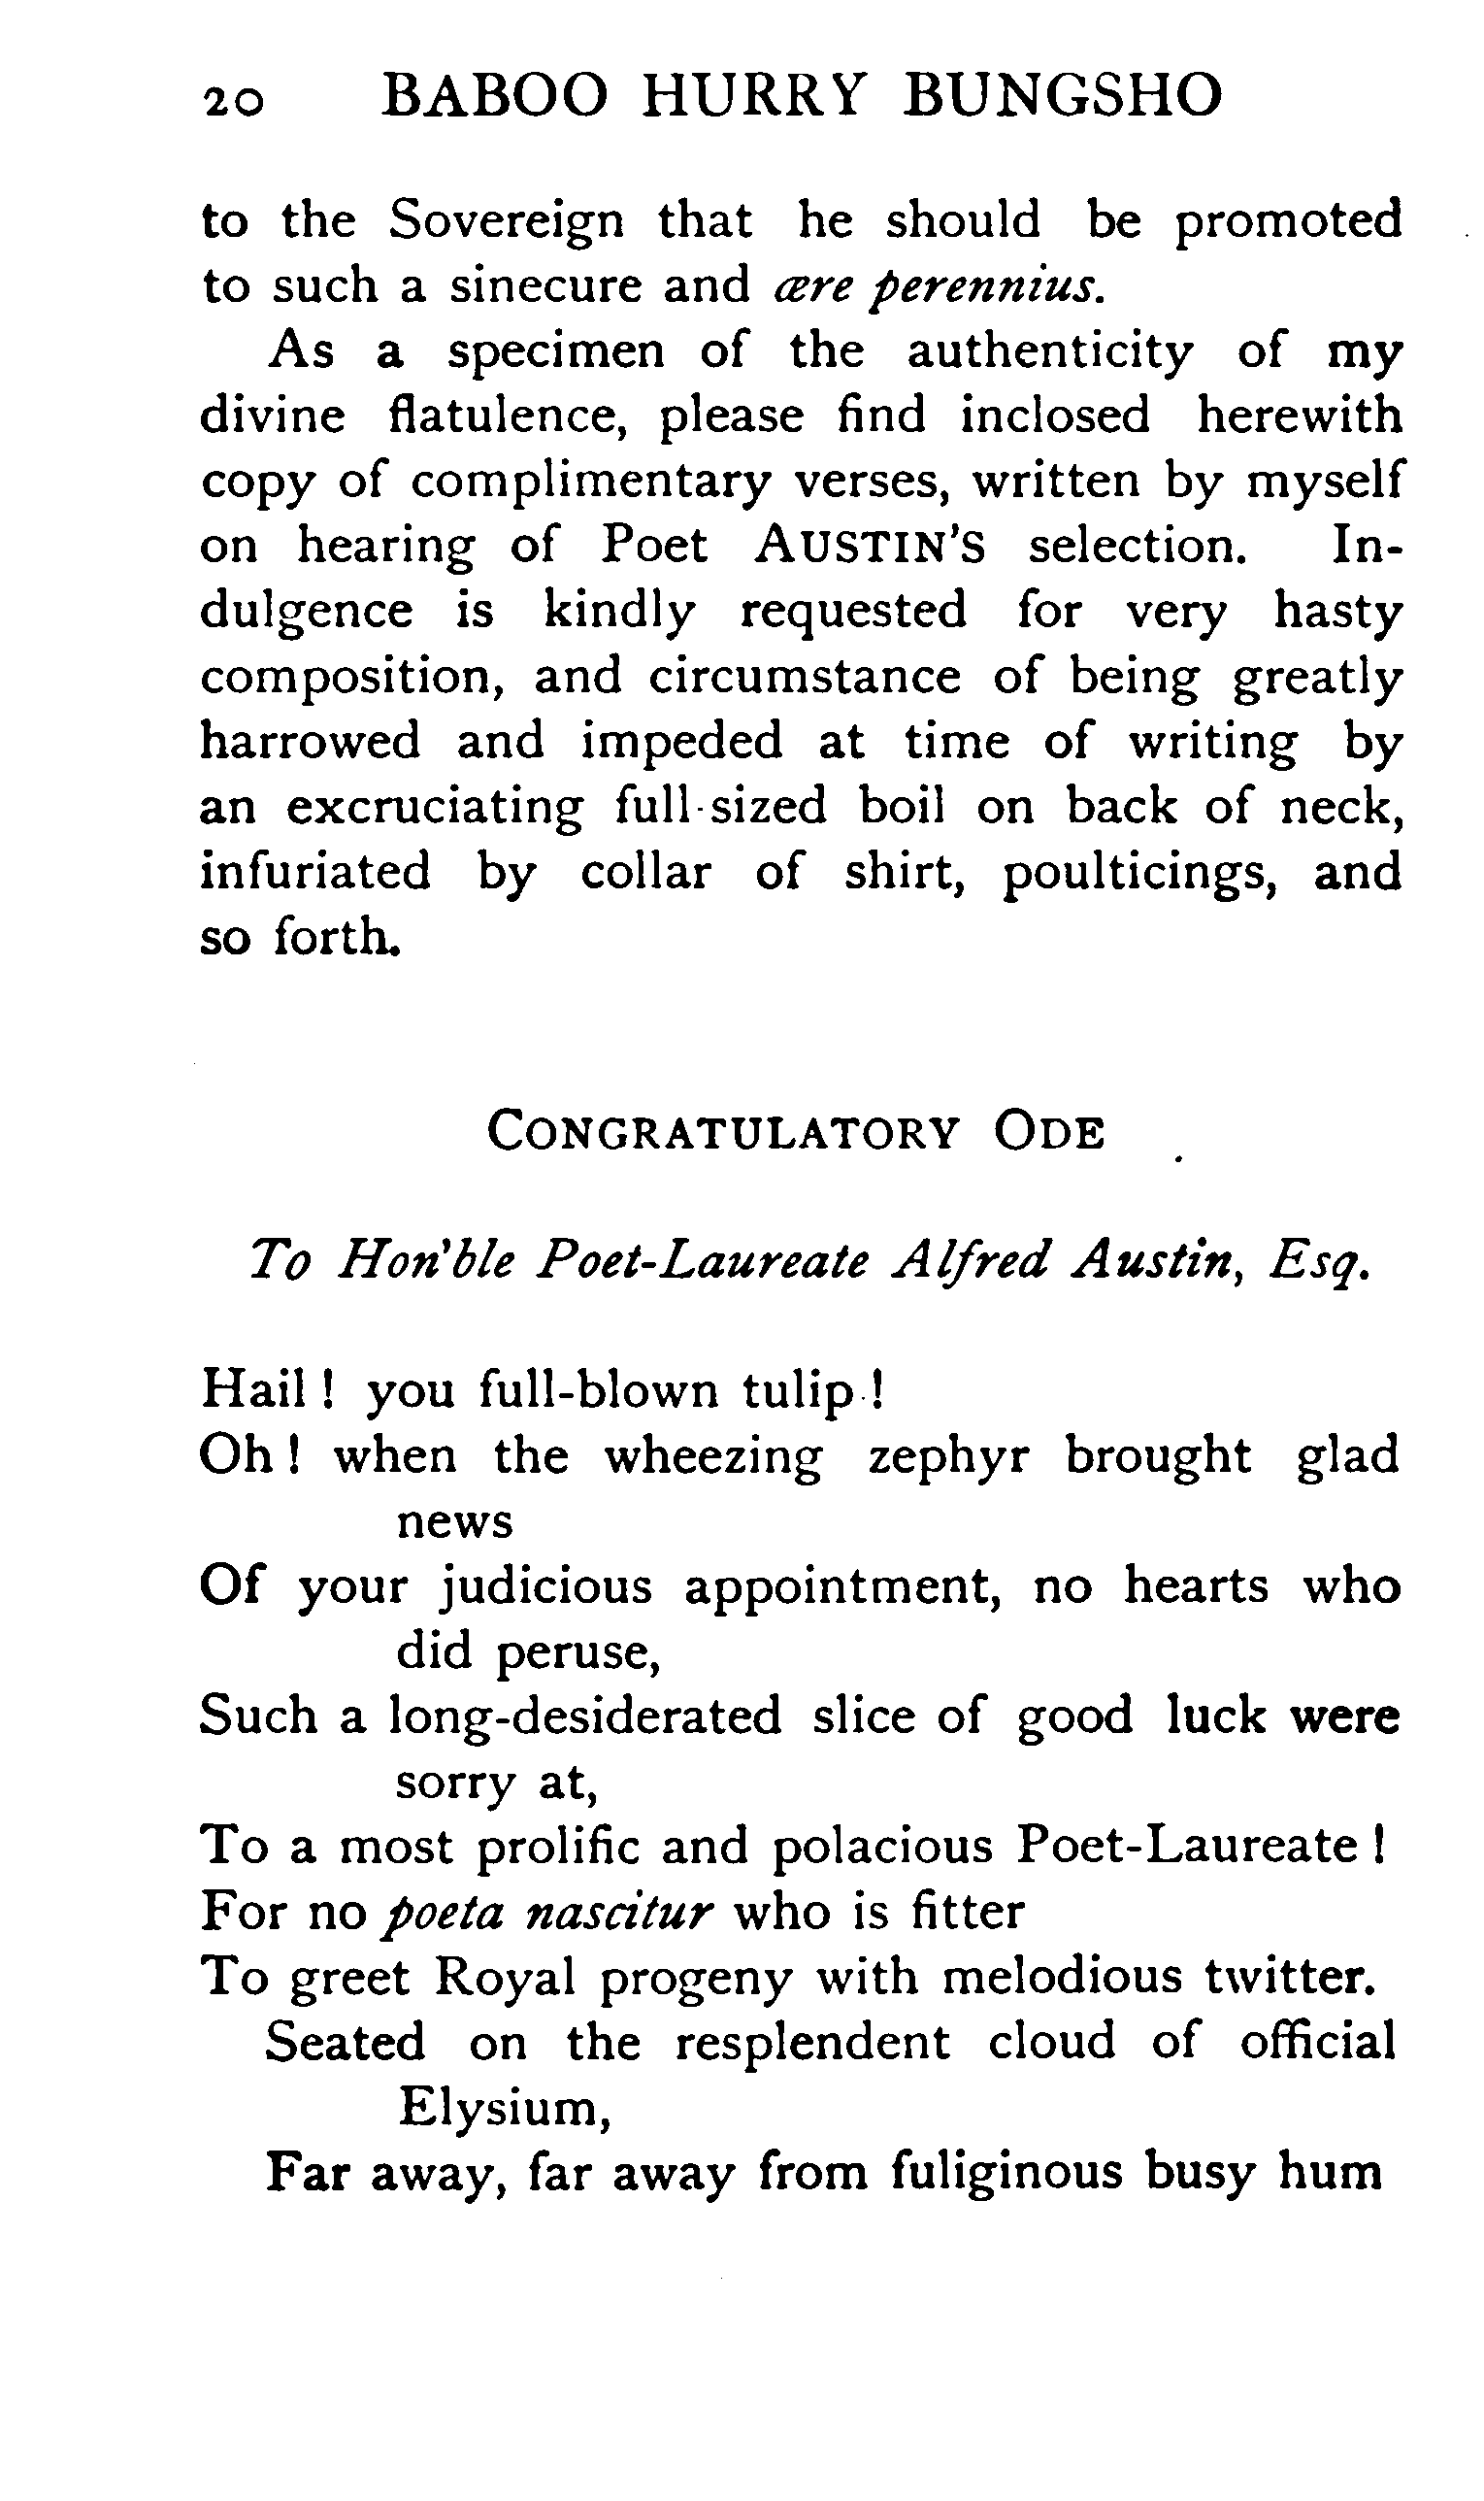 20 BABOO HURRY BUNGSHO
to the Sovereign that he should be promoted
to such a sinecure and ære perennius.
As a specimen of the authenticity of my
divine flatulence, please find inclosed herewith
copy of complimentary verses, written by myself
on hearing of Poet AUSTIN'S selection. In-
dulgence is kindly requested for very hasty
composition, and circumstance of being greatly
harrowed and impeded at time of writing by
an excruciating full-sized boil on back of neck,
infuriated by collar of shirt, poulticings, and
so forth.
CONGRATULATORY ODE
To Hon'ble Poet-Laureate Alfred Austin, Esq.
Hail! you full-blown tulip!
Oh! when the wheezing zephyr brought glad
news
Of your judicious appointment, no hearts who
did peruse,
Such a long-desiderated slice of good luck were
sorry at,
To a most prolific and polacious Poet-Laureate!
For no poeta nascitur who is fitter
To greet Royal progeny with melodious twitter.
Seated on the resplendent cloud of official
Elysium,
Far away, far away from fuliginous busy hum